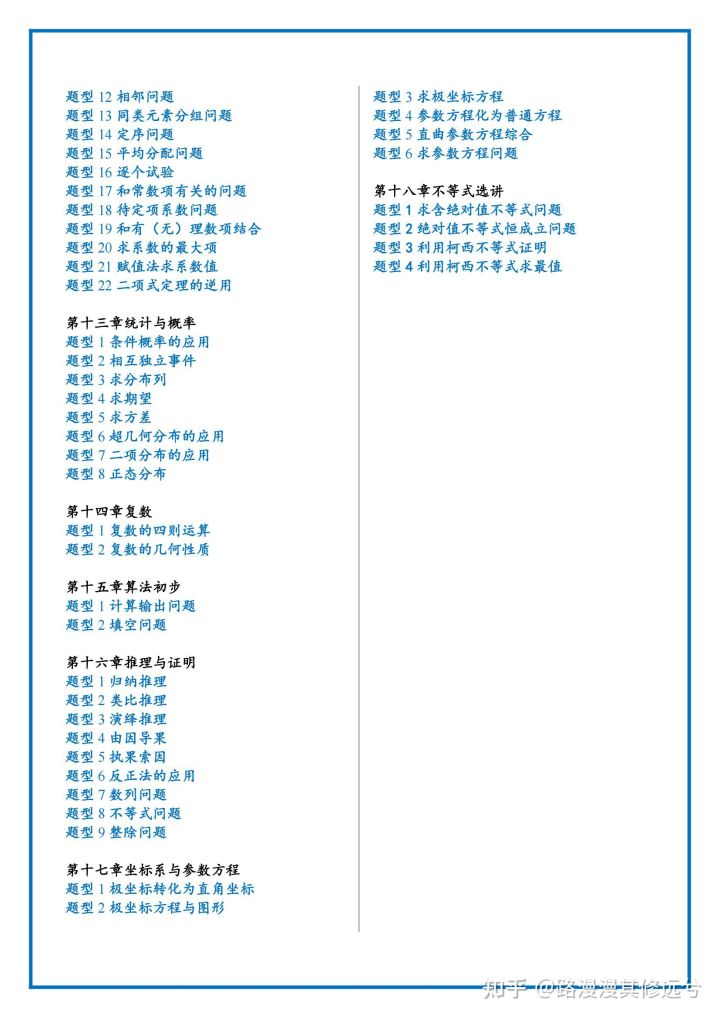 题型 12 相邻问题
题型 13 同类元素分组问题
题型 14 定序问题
题型 15 平均分配问题
题型 16 逐个试验
题型 17 和常数项有关的问题
题型 18 待定项系数问题
题型 19 和有（无）理数项结合
题型 20 求系数的最大项
题型 21 赋值法求系数值
题型 22 二项式定理的逆用
第十三章统计与概率
题型 1 条件概率的应用
题型 2 相互独立事件
题型 3 求分布列
题型 4 求期望
题型 5 求方差
题型 6 超几何分布的应用
题型 7 二项分布的应用
题型 8 正态分布
第十四章复数
题型 1 复数的四则运算
题型 2 复数的几何性质
第十五章算法初步
题型 1 计算输出问题
题型 2 填空问题
第十六章推理与证明
题型 1 归纳推理
题型 2 类比推理
题型 3 演绎推理
题型 4 由因导果
题型 5 执果索因
题型 6 反正法的应用
题型 7 数列问题
题型 8 不等式问题
题型 9 整除问题
第十七章坐标系与参数方程
题型 1 极坐标转化为直角坐标
题型 2 极坐标方程与图形
题型 3 求极坐标方程
题型 4 参数方程化为普通方程
题型 5 直曲参数方程综合
题型 6 求参数方程问题
第十八章不等式选讲
题型 1 求含绝对值不等式问题
题型 2 绝对值不等式恒成立问题
题型 3 利用柯西不等式证明
题型 4 利用柯西不等式求最值
知乎 @路漫漫其修远兮